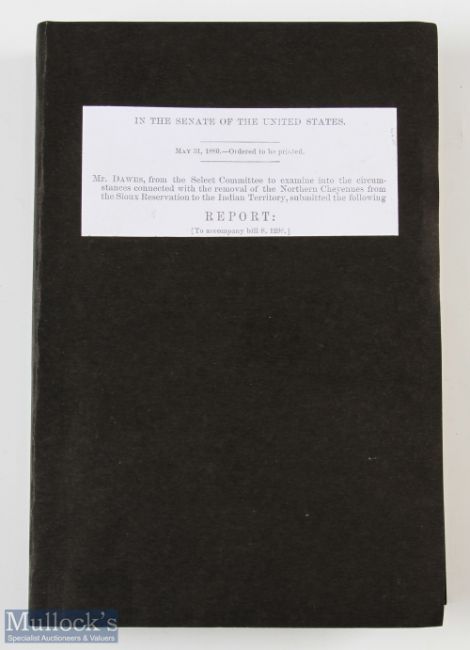 IN THE SENATE OF THE UNITED STATES.
MAY 31, 1880.—Ordered to be printed.
Mr. DAWES, from the Select Committee to examine into the circum-
stances connected with the removal of the Northern Cheyennes from
the Sioux Reservation to the Indian Territory, submitted the following
REPORT:
[To accompany bill S.
Mullock's
Specialist Auctioneers & Valuers